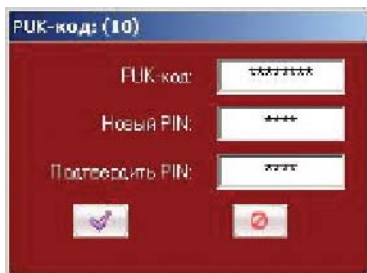 PUK-код: (10)
PUK-код: ********
Новый PIN: ****
Подтвердить PIN: ****